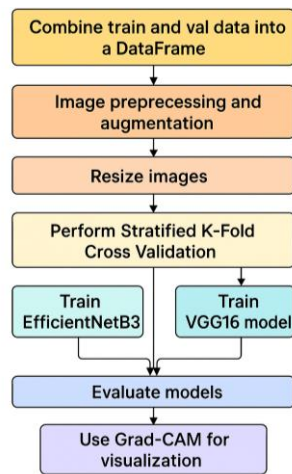 Combine train and val data into
a DataFrame
Image preprecessing and
augmentation
Resize images
Perform Stratified K-Fold
Cross Validation
Train
EfficientNetB3
Train
VGG16 model
Evaluate models
Use Grad-CAM for
visualization